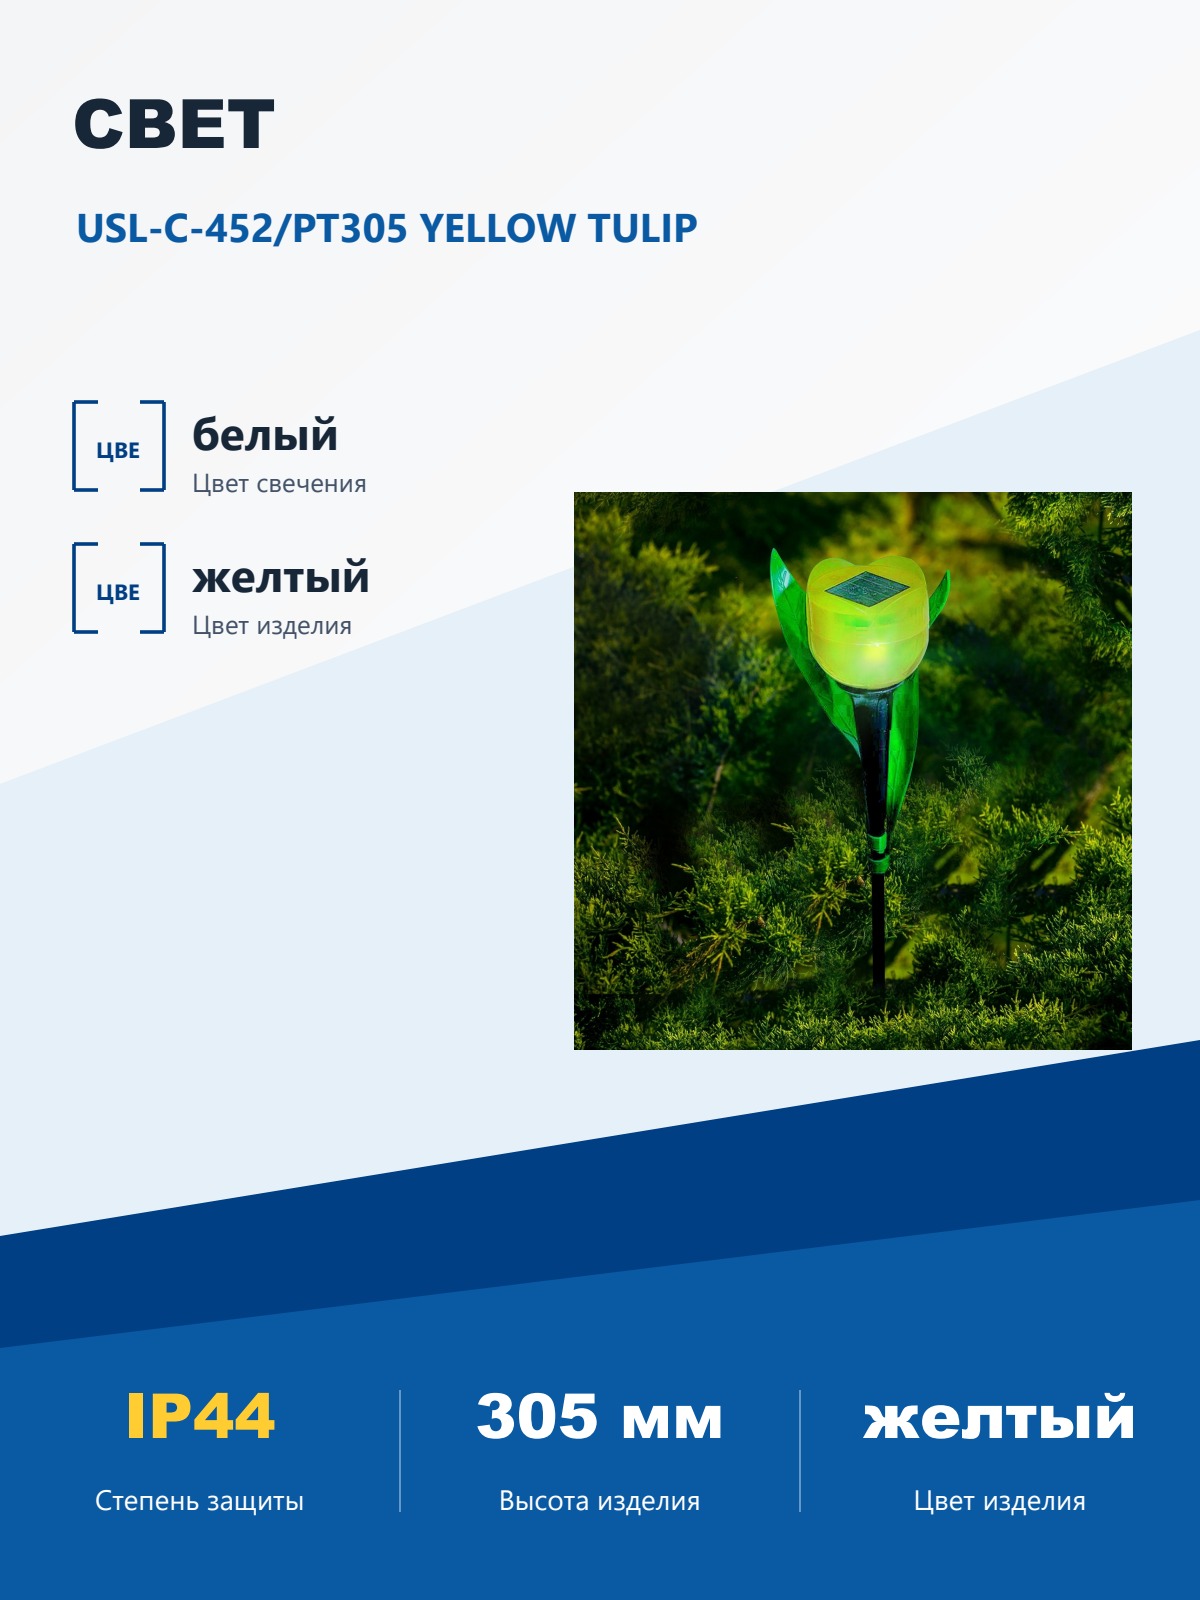 СВЕТ
USL-C-452/PT305 YELLOW TULIP
ЦВЕ
белый
Цвет свечения
ЦВЕ
желтый
Цвет изделия
IP44
Степень защиты
305 мм
Высота изделия
желтый
Цвет изделия